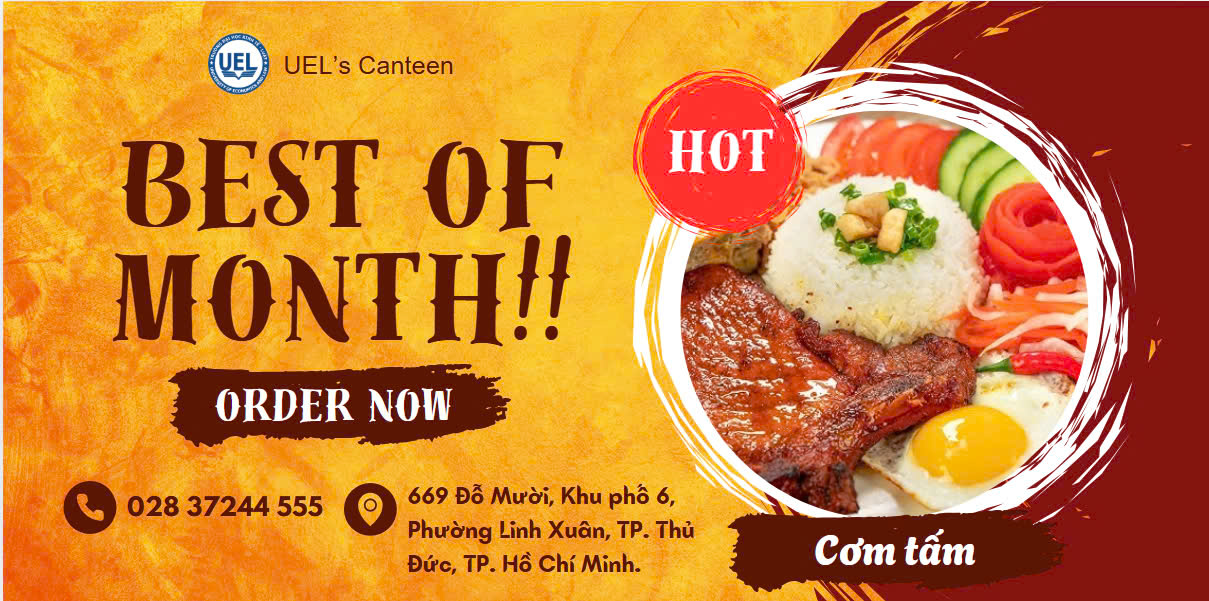 UEL
UEL's Canteen
BEST OF
MONTH!!
HOT
ORDER NOW
028 37244 555
669 Đỗ Mười, Khu phố 6,
Phường Linh Xuân, TP. Thủ
Đức, TP. Hồ Chí Minh.
Cơm tấm